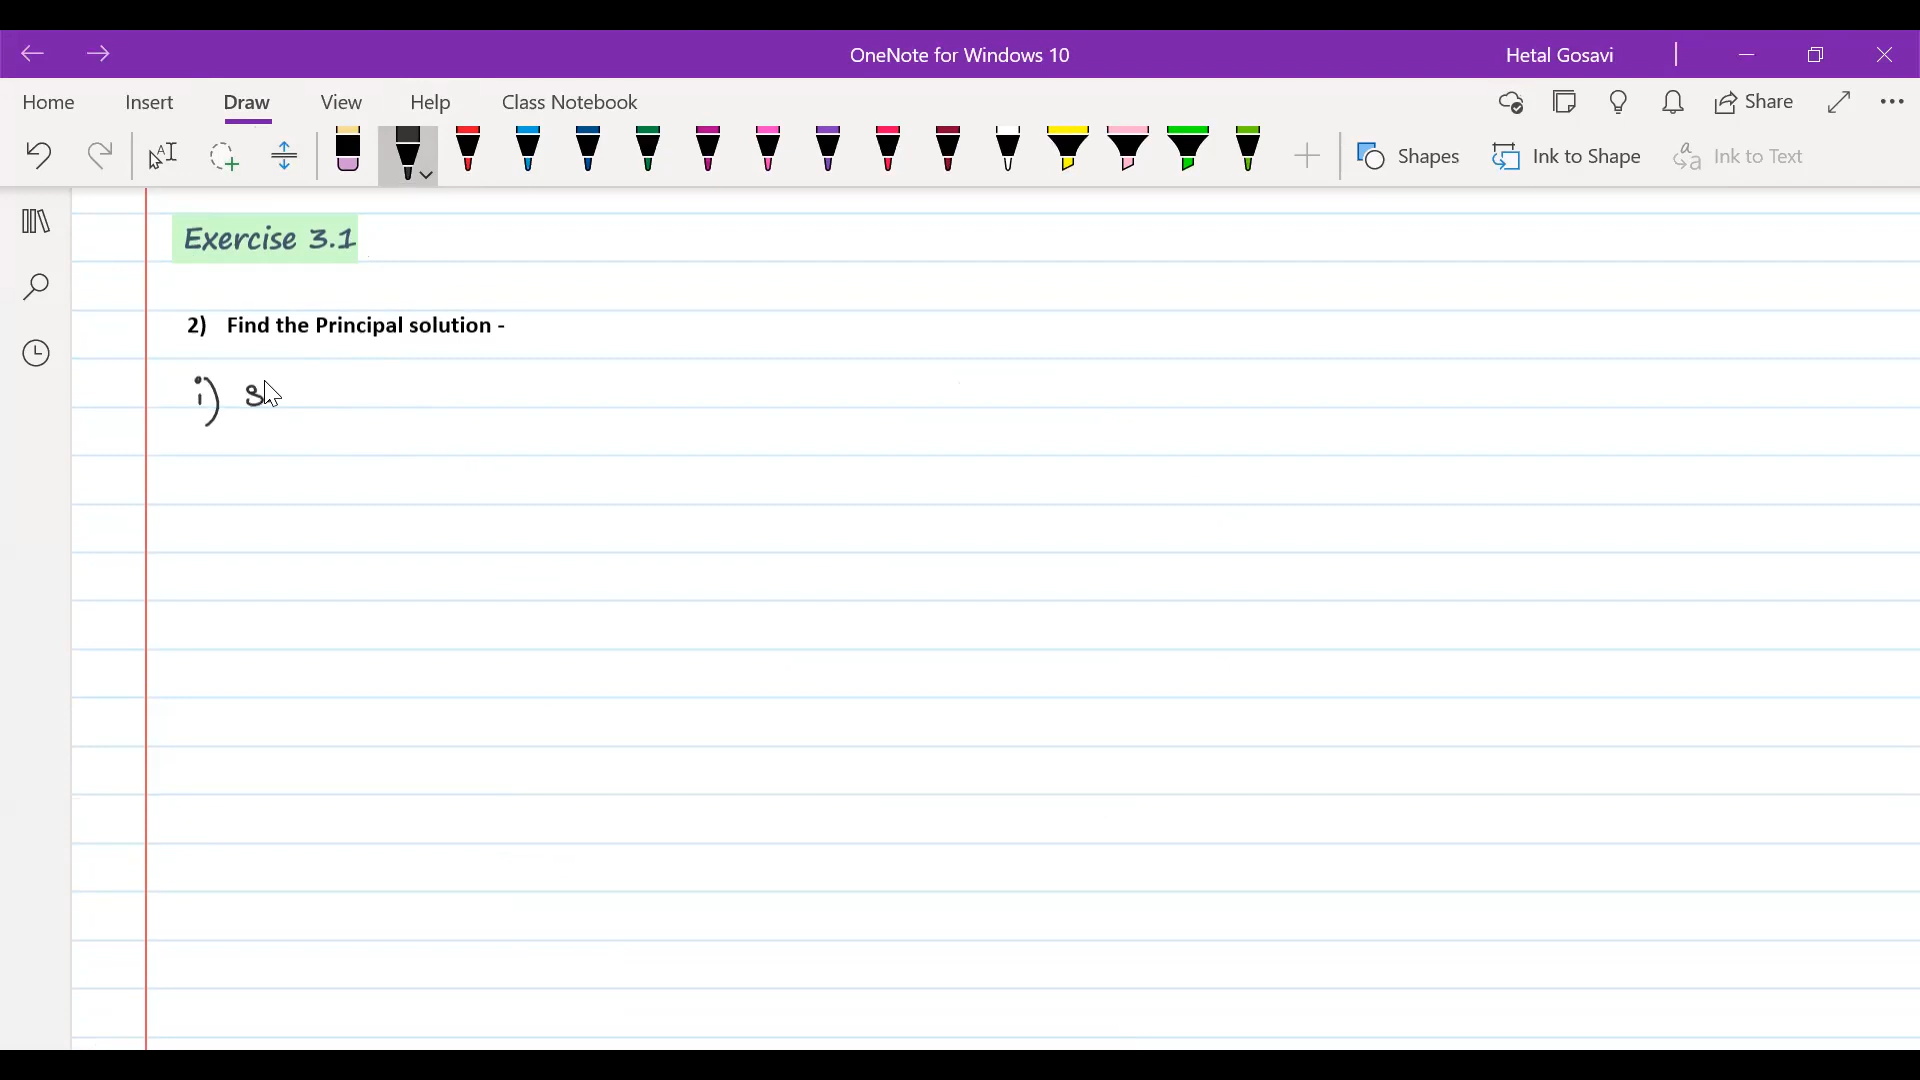 OneNote for Windows 10
Hetal Gosavi
Home Insert Draw View Help Class Notebook
Share
Shapes
Ink to Shape
Ink to Text
Exercise 3.1
2) Find the Principal solution -
i) s